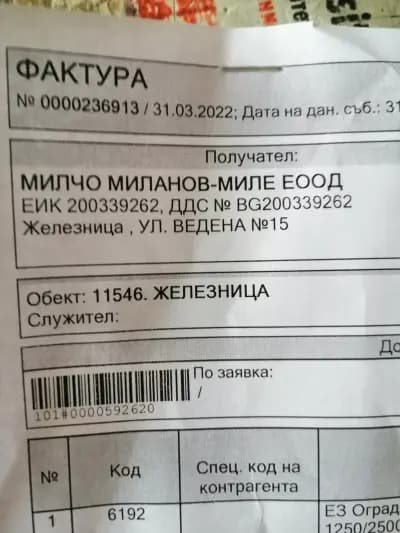 ФАКТУРА
№ 0000236913 / 31.03.2022; Дата на дан. съб.: 31
Получател:
МИЛЧО МИЛАНОВ-МИЛЕ ЕООД
ЕИК 200339262, ДДС № BG200339262
Железница , УЛ. ВЕДЕНА №15
Обект: 11546. ЖЕЛЕЗНИЦА
Служител:
До
По заявка:
/
101#0000592620
№ Код Спец. код на контрагента
1 6192 ЕЗ Оград
1250/2500